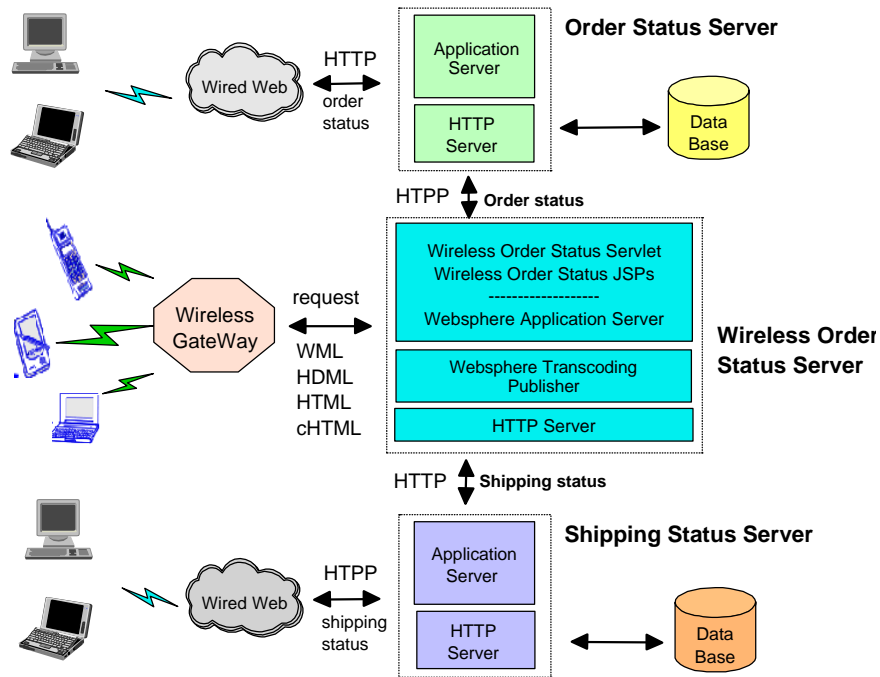 Order Status Server
Application
Server
HTTP
Server
Wired Web
HTTP
order
status
Data
Base
HTPP
Order status
Wireless Order Status Servlet
Wireless Order Status JSPs
-------------------
Websphere Application Server
Websphere Transcoding
Publisher
HTTP Server
Wireless Order
Status Server
Wireless
GateWay
request
WML
HDML
HTML
cHTML
HTTP
Shipping status
Shipping Status Server
Application
Server
HTTP
Server
Wired Web
HTPP
shipping
status
Data
Base